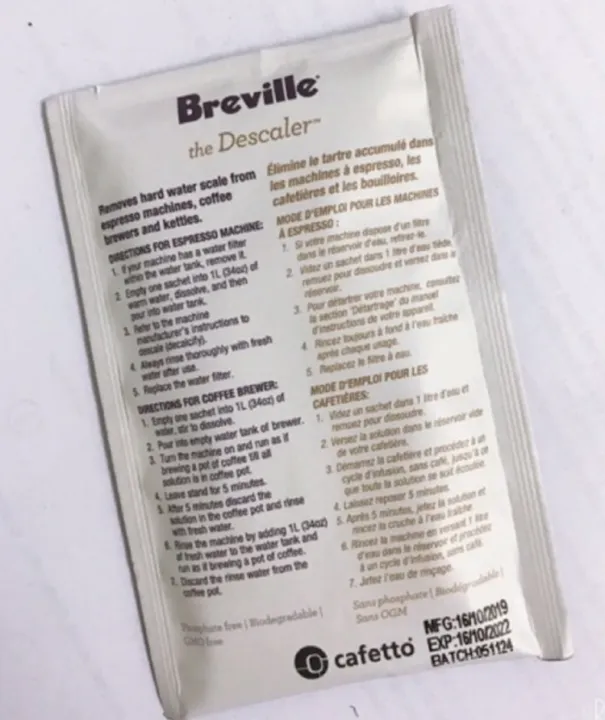 Breville
the Descaler™
Removes hard water scale from
espresso machines, coffee
brewers and kettles.
DIRECTIONS FOR ESPRESSO MACHINE:
1. If your machine has a water filter
within the water tank, remove it.
2. Empty one sachet into 1L (34oz) of
warm water, dissolve, and then
pour into water tank.
3. Refer to the machine
manufacturer's instructions to
descale (decalcify).
4. Always rinse thoroughly with fresh
water after use.
5. Replace the water filter.
DIRECTIONS FOR COFFEE BREWER:
1. Empty one sachet into 1L (34oz) of
water, stir to dissolve.
2. Pour into empty water tank of brewer.
3. Turn the machine on and run as if
brewing a pot of coffee till all
solution is in coffee pot.
4. Leave stand for 5 minutes.
5. After 5 minutes discard the
solution in the coffee pot and rinse
with fresh water.
6. Rinse the machine by adding 1L (34oz)
of fresh water to the water tank and
run as if brewing a pot of coffee.
7. Discard the rinse water from the
coffee pot.
Phosphate free | Biodegradable |
GMO free
Élimine le tartre accumulé dans
les machines à espresso, les
cafetières et les bouilloires.
MODE D'EMPLOI POUR LES MACHINES
À ESPRESSO :
1. Si votre machine dispose d'un filtre
dans le réservoir d'eau, retirez-le.
2. Videz un sachet dans 1 litre d'eau tiède,
remuez pour dissoudre et versez dans le
réservoir.
3. Pour détartrer votre machine, consultez
la section 'Détartrage' du manuel
d'instructions de votre appareil.
4. Rincez toujours à fond à l'eau fraîche
après chaque usage.
5. Replacez le filtre à eau.
MODE D'EMPLOI POUR LES
CAFETIÈRES:
1. Videz un sachet dans 1 litre d'eau et
remuez pour dissoudre.
2. Versez la solution dans le réservoir vide
de votre cafetière.
3. Démarrez la cafetière et procédez à un
cycle d'infusion, sans café, jusqu'à ce
que toute la solution se soit écoulée.
4. Laissez reposer 5 minutes.
5. Après 5 minutes, jetez la solution et
rincez la cruche à l'eau fraîche.
6. Rincez la machine en versant 1 litre
d'eau dans le réservoir et procédez
à un cycle d'infusion, sans café.
7. Jetez l'eau de rinçage.
Sans phosphate | Biodégradable |
Sans OGM
cafetto
MFG:16/10/2019
EXP:16/10/2022
BATCH:051124